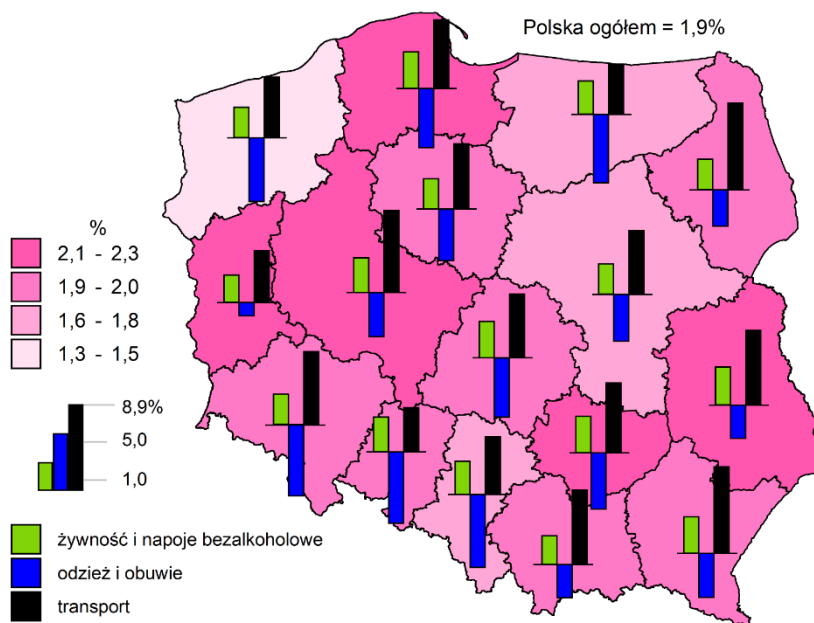 Polska ogółem = 1,9%
%
2,1 - 2,3
1,9 - 2,0
1,6 - 1,8
1,3 - 1,5
8,9%
5,0
1,0
żywność i napoje bezalkoholowe
odzież i obuwie
transport